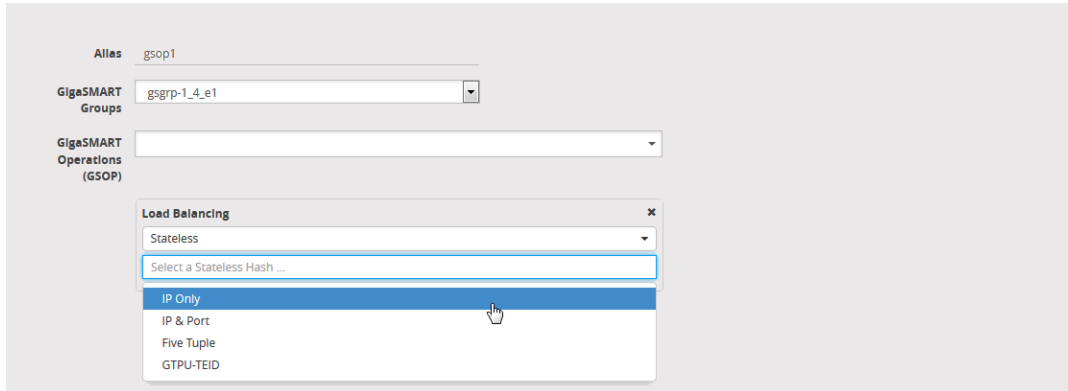 Alias gsop1
GigaSMART gsgrp-1_4_e1
Groups
GigaSMART
Operations
(GSOP)
Load Balancing
Stateless
Select a Stateless Hash ...
IP Only
IP & Port
Five Tuple
GTPU-TEID